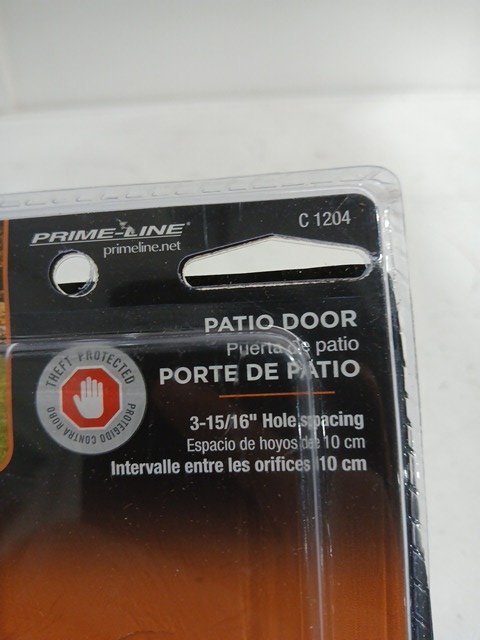 PRIME-LINE®
primeline.net
C 1204
PATIO DOOR
Puerta de patio
PORTE DE PATIO
THEFT PROTECTED
PROTEGIDO CONTRA ROBO
3-15/16" Hole spacing
Espacio de hoyos de 10 cm
Intervalle entre les orifices 10 cm